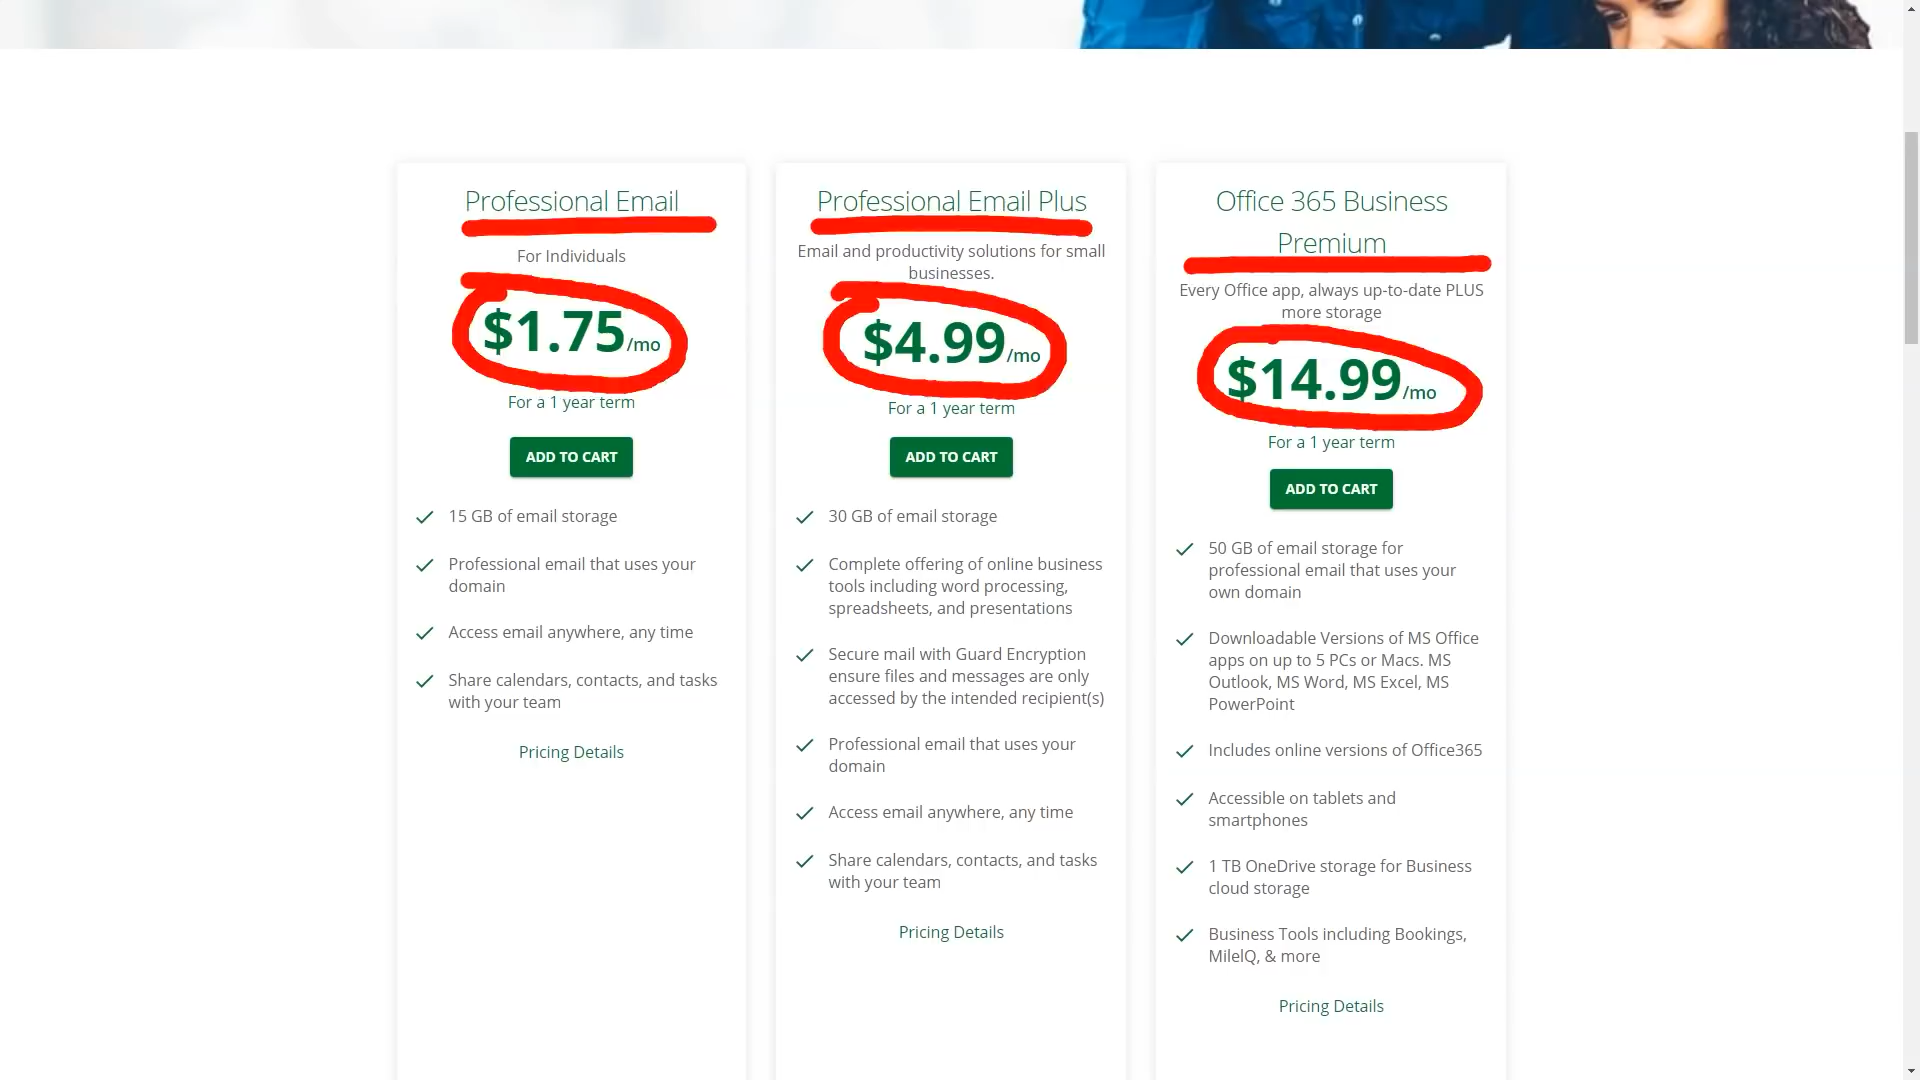 Professional Email
For Individuals
$1.75/mo
For a 1 year term
ADD TO CART
15 GB of email storage
Professional email that uses your
domain
Access email anywhere, any time
Share calendars, contacts, and tasks
with your team
Pricing Details
Professional Email Plus
Email and productivity solutions for small
businesses.
$4.99/mo
For a 1 year term
ADD TO CART
30 GB of email storage
Complete offering of online business
tools including word processing,
spreadsheets, and presentations
Secure mail with Guard Encryption
ensure files and messages are only
accessed by the intended recipient(s)
Professional email that uses your
domain
Access email anywhere, any time
Share calendars, contacts, and tasks
with your team
Pricing Details
Office 365 Business
Premium
Every Office app, always up-to-date PLUS
more storage
$14.99/mo
For a 1 year term
ADD TO CART
50 GB of email storage for
professional email that uses your
own domain
Downloadable Versions of MS Office
apps on up to 5 PCs or Macs. MS
Outlook, MS Word, MS Excel, MS
PowerPoint
Includes online versions of Office365
Accessible on tablets and
smartphones
1 TB OneDrive storage for Business
cloud storage
Business Tools including Bookings,
MilelQ, & more
Pricing Details